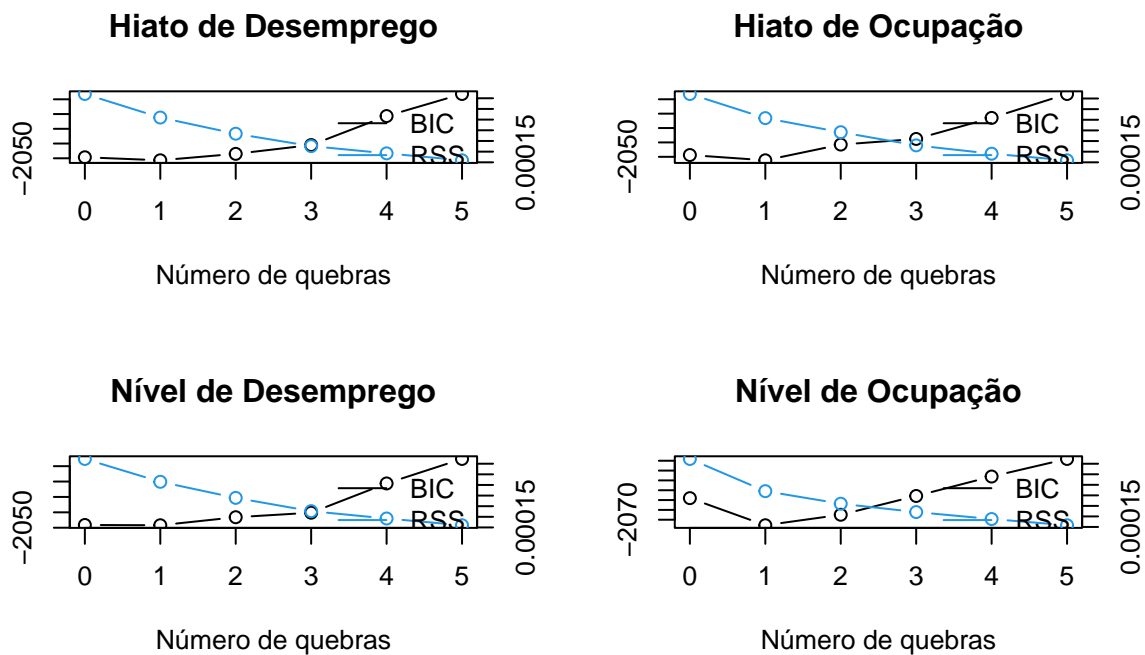 Hiato de Desemprego
−2050
0.00015
BIC
RSS
0 1 2 3 4 5
Número de quebras
Hiato de Ocupação
−2050
0.00015
BIC
RSS
0 1 2 3 4 5
Número de quebras
Nível de Desemprego
−2050
0.00015
BIC
RSS
0 1 2 3 4 5
Número de quebras
Nível de Ocupação
−2070
0.00015
BIC
RSS
0 1 2 3 4 5
Número de quebras